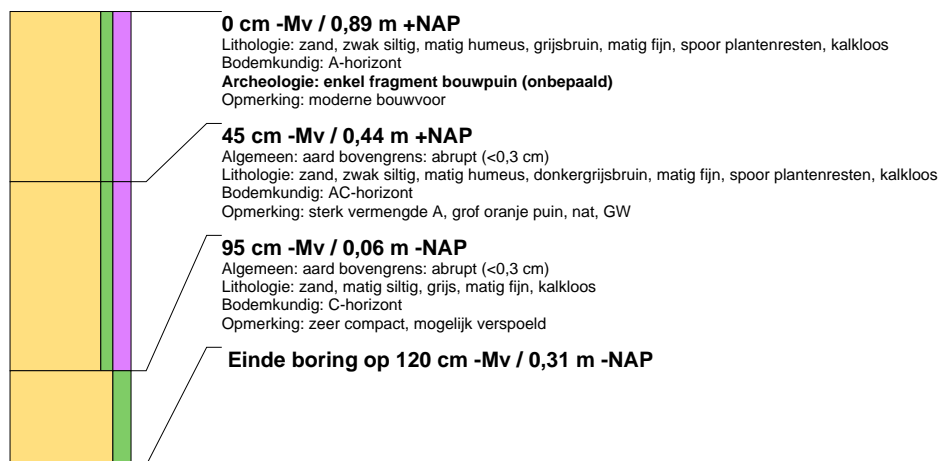 0 cm -Mv / 0,89 m +NAP
Lithologie: zand, zwak siltig, matig humeus, grijsbruin, matig fijn, spoor plantenresten, kalkloos
Bodemkundig: A-horizont
Archeologie: enkel fragment bouwpuin (onbepaald)
Opmerking: moderne bouwvoor
45 cm -Mv / 0,44 m +NAP
Algemeen: aard bovengrens: abrupt (<0,3 cm)
Lithologie: zand, zwak siltig, matig humeus, donkergrijsbruin, matig fijn, spoor plantenresten, kalkloos
Bodemkundig: AC-horizont
Opmerking: sterk vermengde A, grof oranje puin, nat, GW
95 cm -Mv / 0,06 m -NAP
Algemeen: aard bovengrens: abrupt (<0,3 cm)
Lithologie: zand, matig siltig, grijs, matig fijn, kalkloos
Bodemkundig: C-horizont
Opmerking: zeer compact, mogelijk verspoeld
Einde boring op 120 cm -Mv / 0,31 m -NAP